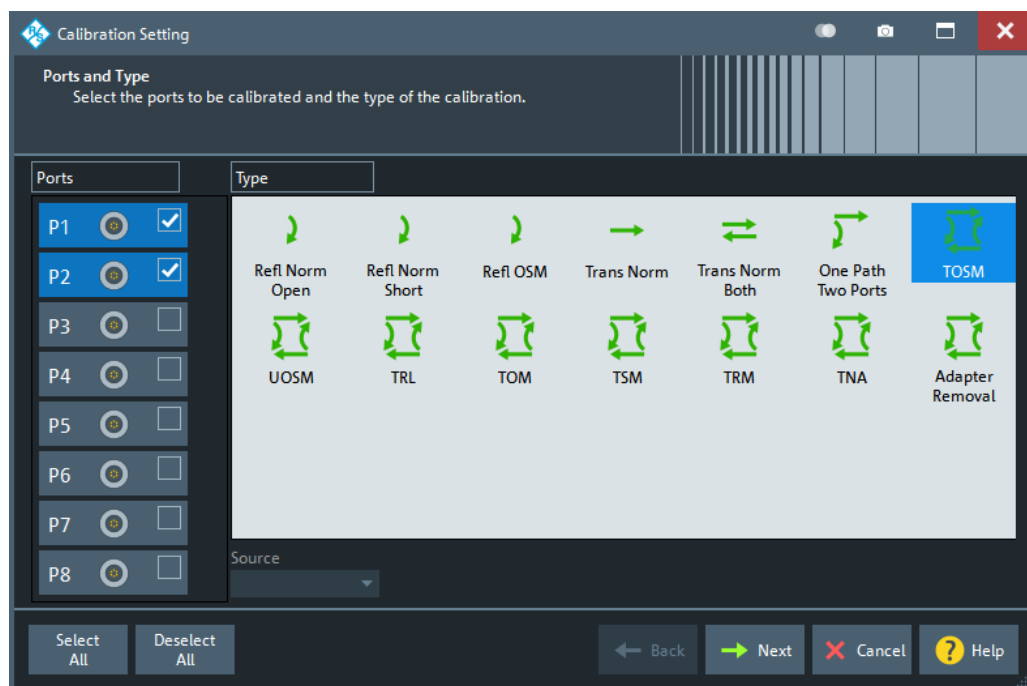 Calibration Setting
Ports and Type
Select the ports to be calibrated and the type of the calibration.
Ports
Type
P1
P2
P3
P4
P5
P6
P7
P8
Refl Norm
Open
Refl Norm
Short
Refl OSM
Trans Norm
Trans Norm
Both
One Path
Two Ports
TOSM
UOSM
TRL
TOM
TSM
TRM
TNA
Adapter
Removal
Source
Select
All
Deselect
All
Back
Next
Cancel
? Help